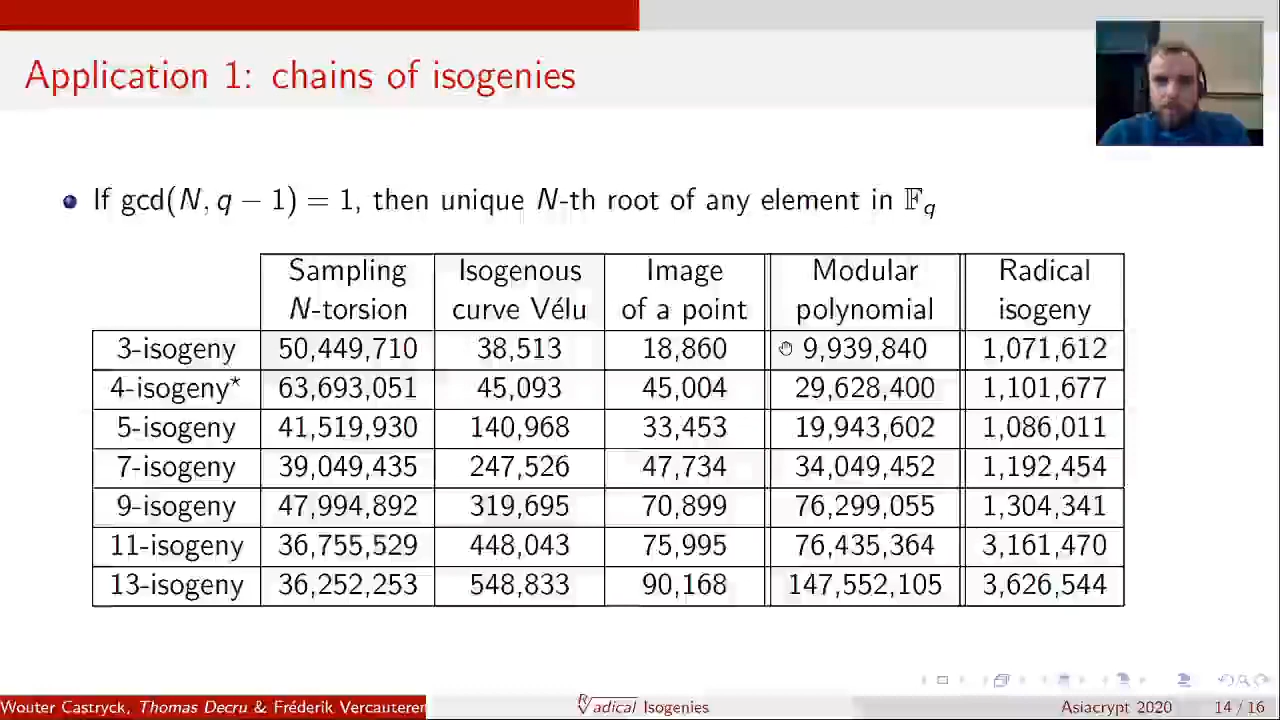 Application 1: chains of isogenies
If gcd(N, q − 1) = 1, then unique N-th root of any element in 𝔽_q
Sampling N-torsion | Isogenous curve Vélu | Image of a point | Modular polynomial | Radical isogeny
3-isogeny | 50,449,710 | 38,513 | 18,860 | 9,939,840 | 1,071,612
4-isogeny* | 63,693,051 | 45,093 | 45,004 | 29,628,400 | 1,101,677
5-isogeny | 41,519,930 | 140,968 | 33,453 | 19,943,602 | 1,086,011
7-isogeny | 39,049,435 | 247,526 | 47,734 | 34,049,452 | 1,192,454
9-isogeny | 47,994,892 | 319,695 | 70,899 | 76,299,055 | 1,304,341
11-isogeny | 36,755,529 | 448,043 | 75,995 | 76,435,364 | 3,161,470
13-isogeny | 36,252,253 | 548,833 | 90,168 | 147,552,105 | 3,626,544
Wouter Castryck, Thomas Decru & Fréderik Vercauteren
Radical Isogenies
Asiacrypt 2020
14 / 16